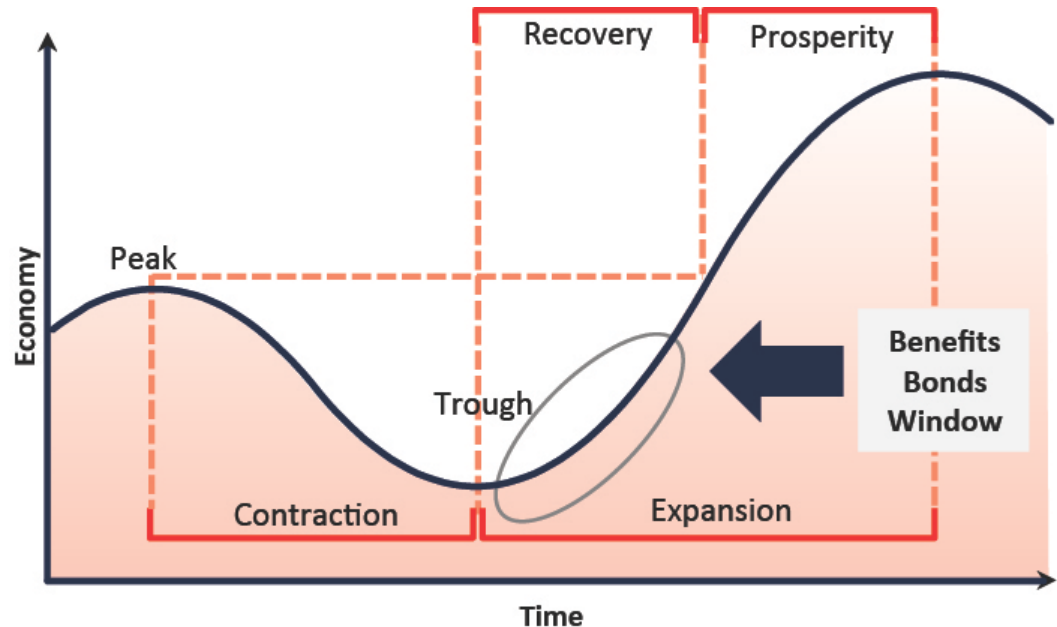 Recovery
Prosperity
Peak
Economy
Benefits
Bonds
Window
Trough
Contraction
Expansion
Time